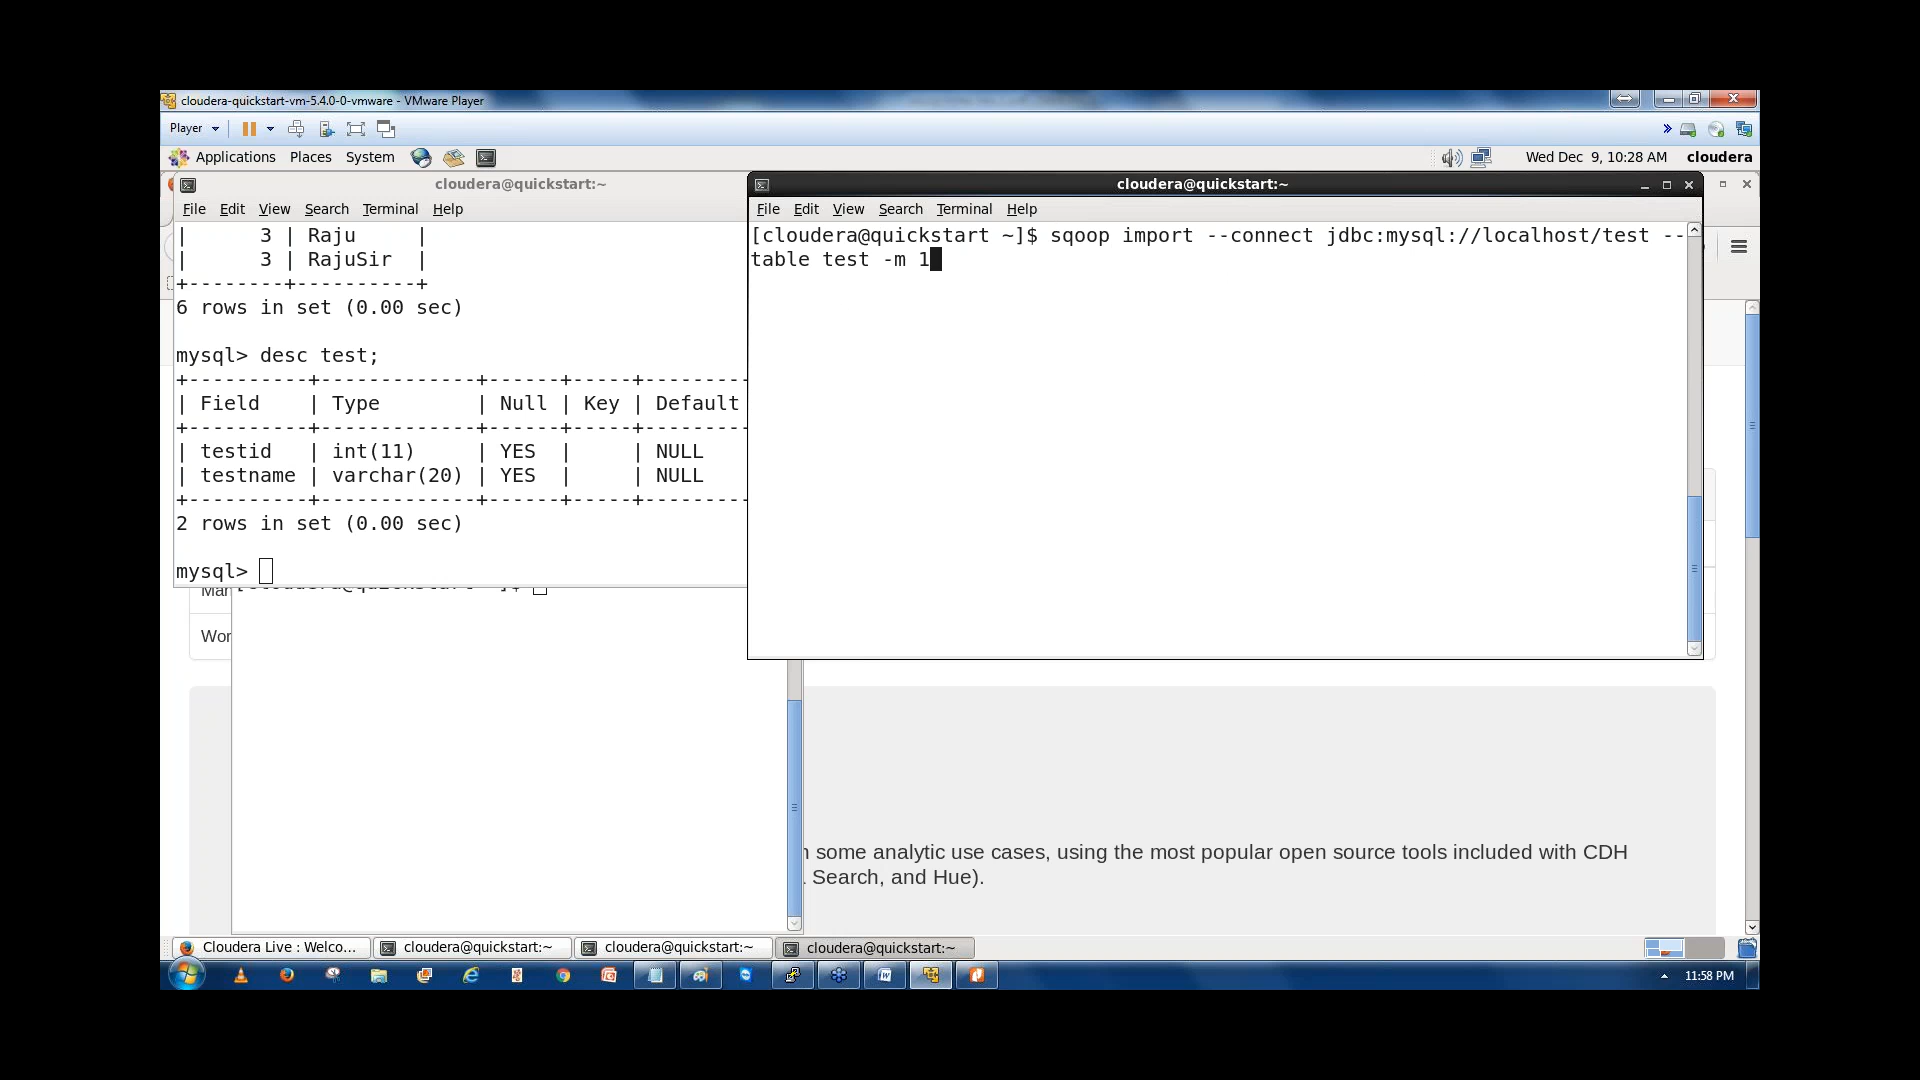 cloudera-quickstart-vm-5.4.0-0-vmware - VMware Player
Player
Applications Places System
Wed Dec 9, 10:28 AM cloudera
cloudera@quickstart:~
File Edit View Search Terminal Help
| 3 | Raju |
| 3 | RajuSir |
+--------+----------+
6 rows in set (0.00 sec)
mysql> desc test;
+----------+-------------+------+-----+---------
| Field | Type | Null | Key | Default
+----------+-------------+------+-----+---------
| testid | int(11) | YES | | NULL
| testname | varchar(20) | YES | | NULL
+----------+-------------+------+-----+---------
2 rows in set (0.00 sec)
mysql>
cloudera@quickstart:~
File Edit View Search Terminal Help
[cloudera@quickstart ~]$ sqoop import --connect jdbc:mysql://localhost/test --
table test -m 1
Mar
Wor
some analytic use cases, using the most popular open source tools included with CDH
Search, and Hue).
Cloudera Live : Welco... cloudera@quickstart:~ cloudera@quickstart:~ cloudera@quickstart:~
11:58 PM